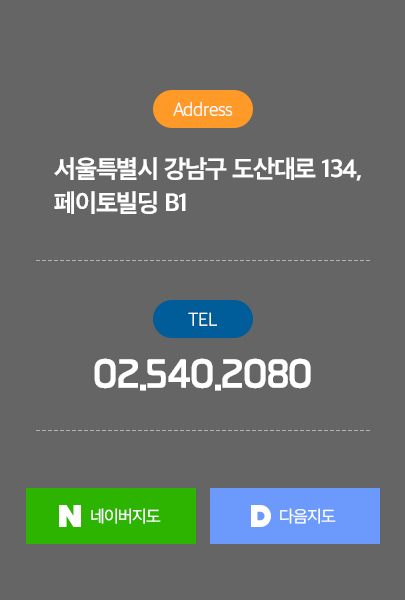 Address
서울특별시 강남구 도산대로 134,
페이토빌딩 B1
TEL
02.540.2080
N 네이버지도
D 다음지도